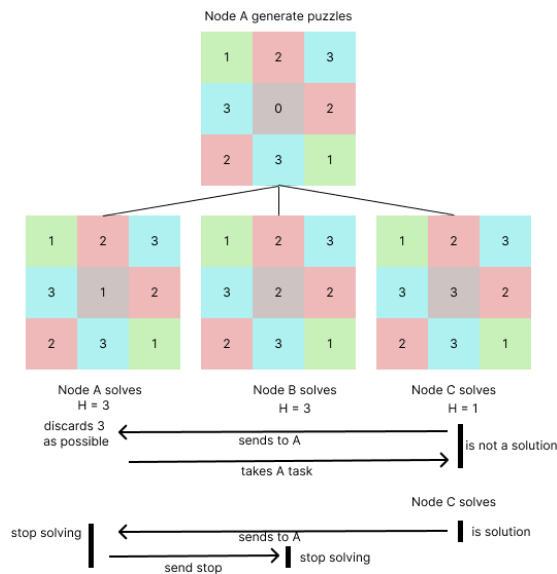 Node A generate puzzles
1 2 3
3 0 2
2 3 1
1 2 3 1 2 3 1 2 3
3 1 2 3 2 2 3 3 2
2 3 1 2 3 1 2 3 1
Node A solves Node B solves Node C solves
H = 3 H = 3 H = 1
discards 3
as possible
sends to A
is not a solution
takes A task
Node C solves
stop solving
sends to A
is solution
send stop
stop solving